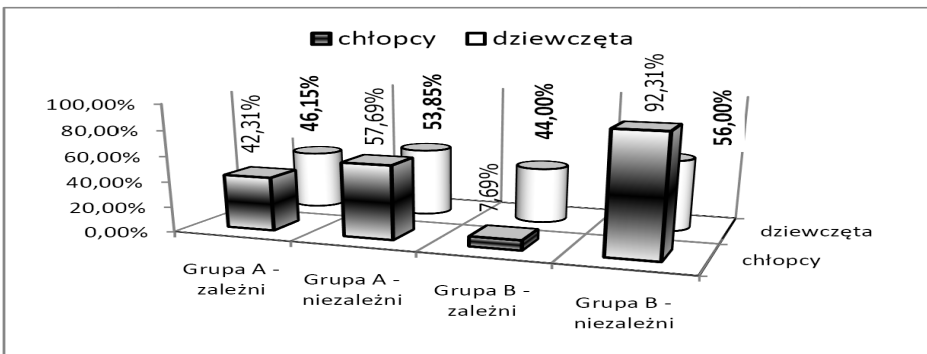 chłopcy dziewczęta
100,00%
80,00%
60,00%
40,00%
20,00%
0,00%
42,31%
46,15%
57,69%
53,85%
7,69%
44,00%
92,31%
56,00%
Grupa A -
zależni
Grupa A -
niezależni
Grupa B -
zależni
Grupa B -
niezależni
dziewczęta
chłopcy